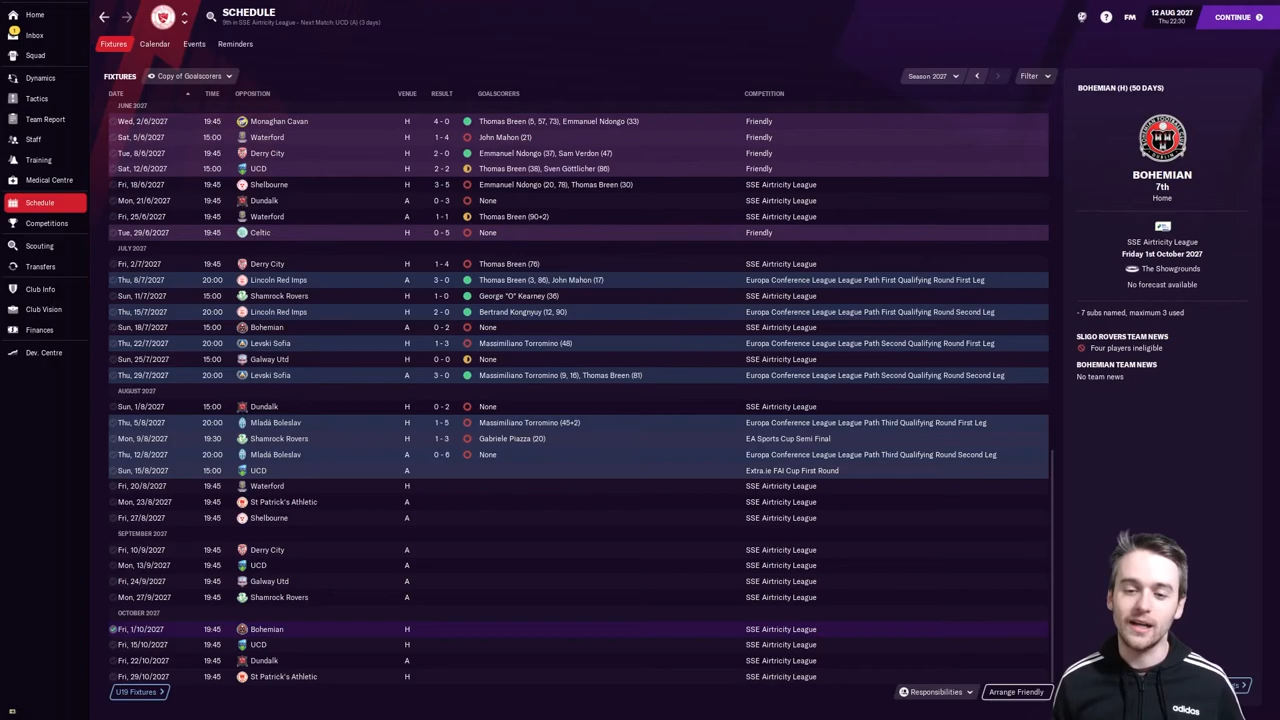 Home
Inbox
1
Squad
Dynamics
Tactics
Team Report
Staff
Training
Medical Centre
Schedule
Competitions
Scouting
Transfers
Club Info
Club Vision
Finances
Dev. Centre
SCHEDULE
9th in SSE Airtricity League - Next Match: UCD (A) (3 days)
FM
12 AUG 2027
Thu 22:30
CONTINUE
Fixtures Calendar Events Reminders
FIXTURES Copy of Goalscorers Season 2027 Filter
DATE TIME OPPOSITION VENUE RESULT GOALSCORERS COMPETITION
JUNE 2027
Wed, 2/6/2027 19:45 Monaghan Cavan H 4 - 0 Thomas Breen (5, 57, 73), Emmanuel Ndongo (33) Friendly
Sat, 5/6/2027 15:00 Waterford H 1 - 4 John Mahon (21) Friendly
Tue, 8/6/2027 19:45 Derry City H 2 - 0 Emmanuel Ndongo (37), Sam Verdon (47) Friendly
Sat, 12/6/2027 15:00 UCD H 2 - 2 Thomas Breen (38), Sven Göttlicher (86) Friendly
Fri, 18/6/2027 19:45 Shelbourne H 3 - 5 Emmanuel Ndongo (20, 78), Thomas Breen (30) SSE Airtricity League
Mon, 21/6/2027 19:45 Dundalk A 0 - 3 None SSE Airtricity League
Fri, 25/6/2027 19:45 Waterford A 1 - 1 Thomas Breen (90+2) SSE Airtricity League
Tue, 29/6/2027 19:45 Celtic H 0 - 5 None Friendly
JULY 2027
Fri, 2/7/2027 19:45 Derry City H 1 - 4 Thomas Breen (76) SSE Airtricity League
Thu, 8/7/2027 20:00 Lincoln Red Imps A 3 - 0 Thomas Breen (3, 86), John Mahon (17) Europa Conference League League Path First Qualifying Round First Leg
Sun, 11/7/2027 15:00 Shamrock Rovers H 1 - 0 George "O" Kearney (36) SSE Airtricity League
Thu, 15/7/2027 20:00 Lincoln Red Imps H 2 - 0 Bertrand Kongnyuy (12, 90) Europa Conference League League Path First Qualifying Round Second Leg
Sun, 18/7/2027 15:00 Bohemian A 0 - 2 None SSE Airtricity League
Thu, 22/7/2027 20:00 Levski Sofia H 1 - 3 Massimiliano Torromino (48) Europa Conference League League Path Second Qualifying Round First Leg
Sun, 25/7/2027 15:00 Galway Utd H 0 - 0 None SSE Airtricity League
Thu, 29/7/2027 20:00 Levski Sofia A 3 - 0 Massimiliano Torromino (9, 16), Thomas Breen (81) Europa Conference League League Path Second Qualifying Round Second Leg
AUGUST 2027
Sun, 1/8/2027 15:00 Dundalk H 0 - 2 None SSE Airtricity League
Thu, 5/8/2027 20:00 Mladá Boleslav H 1 - 5 Massimiliano Torromino (45+2) Europa Conference League League Path Third Qualifying Round First Leg
Mon, 9/8/2027 19:30 Shamrock Rovers H 1 - 3 Gabriele Piazza (20) EA Sports Cup Semi Final
Thu, 12/8/2027 20:00 Mladá Boleslav A 0 - 6 None Europa Conference League League Path Third Qualifying Round Second Leg
Sun, 15/8/2027 15:00 UCD A Extra.ie FAI Cup First Round
Fri, 20/8/2027 19:45 Waterford H SSE Airtricity League
Mon, 23/8/2027 19:45 St Patrick's Athletic A SSE Airtricity League
Fri, 27/8/2027 19:45 Shelbourne A SSE Airtricity League
SEPTEMBER 2027
Fri, 10/9/2027 19:45 Derry City A SSE Airtricity League
Mon, 13/9/2027 19:45 UCD A SSE Airtricity League
Fri, 24/9/2027 19:45 Galway Utd A SSE Airtricity League
Mon, 27/9/2027 19:45 Shamrock Rovers A SSE Airtricity League
OCTOBER 2027
Fri, 1/10/2027 19:45 Bohemian H SSE Airtricity League
Fri, 15/10/2027 19:45 UCD H SSE Airtricity League
Fri, 22/10/2027 19:45 Dundalk A SSE Airtricity League
Fri, 29/10/2027 19:45 St Patrick's Athletic H SSE Airtricity League
U19 Fixtures Responsibilities Arrange Friendly
BOHEMIAN (H) (50 DAYS)
BOHEMIAN
7th
Home
SSE Airtricity League
Friday 1st October 2027
The Showgrounds
No forecast available
- 7 subs named, maximum 3 used
SLIGO ROVERS TEAM NEWS
Four players ineligible
BOHEMIAN TEAM NEWS
No team news
adidas